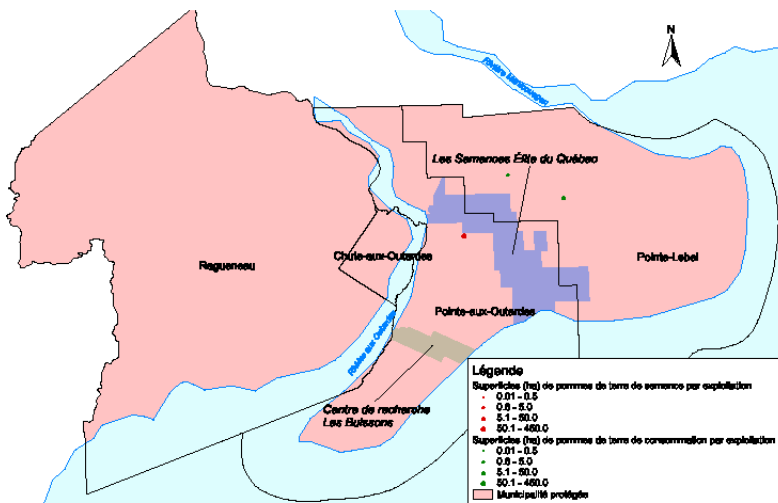 N
Rivière Manicouagan
Les Semences Élite du Québec
Ragueneau
Chute-aux-Outardes
Pointe-Lebel
Pointe-aux-Outardes
Rivière aux Outardes
Centre de recherche
Les Buissons
Légende
Superficies (ha) de pommes de terre de semence par exploitation
0.01 - 0.5
0.6 - 5.0
5.1 - 50.0
50.1 - 450.0
Superficies (ha) de pommes de terre de consommation par exploitation
0.01 - 0.5
0.6 - 5.0
5.1 - 50.0
50.1 - 450.0
Municipalité protégée